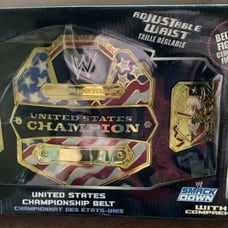 ADJUSTABLE
WAIST
TAILLE RÉGLABLE
W
UNITED STATES
CHAMPION
UNITED STATES
CHAMPIONSHIP BELT
CHAMPIONNAT DES ÉTATS-UNIS
SMACK
DOWN
WITH